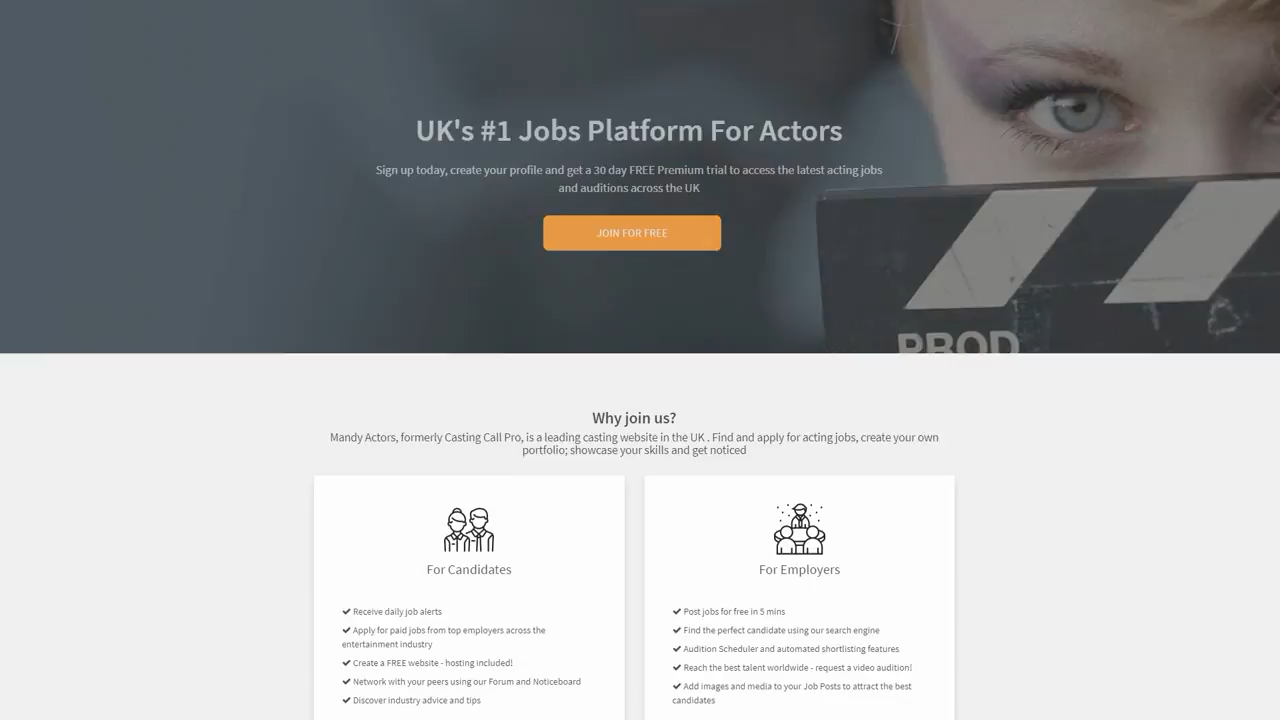 UK's #1 Jobs Platform For Actors
Sign up today, create your profile and get a 30 day FREE Premium trial to access the latest acting jobs
and auditions across the UK
JOIN FOR FREE
PROD
Why join us?
Mandy Actors, formerly Casting Call Pro, is a leading casting website in the UK . Find and apply for acting jobs, create your own
portfolio; showcase your skills and get noticed
For Candidates
✔ Receive daily job alerts
✔ Apply for paid jobs from top employers across the
entertainment industry
✔ Create a FREE website - hosting included!
✔ Network with your peers using our Forum and Noticeboard
✔ Discover industry advice and tips
For Employers
✔ Post jobs for free in 5 mins
✔ Find the perfect candidate using our search engine
✔ Audition Scheduler and automated shortlisting features
✔ Reach the best talent worldwide - request a video audition!
✔ Add images and media to your Job Posts to attract the best
candidates